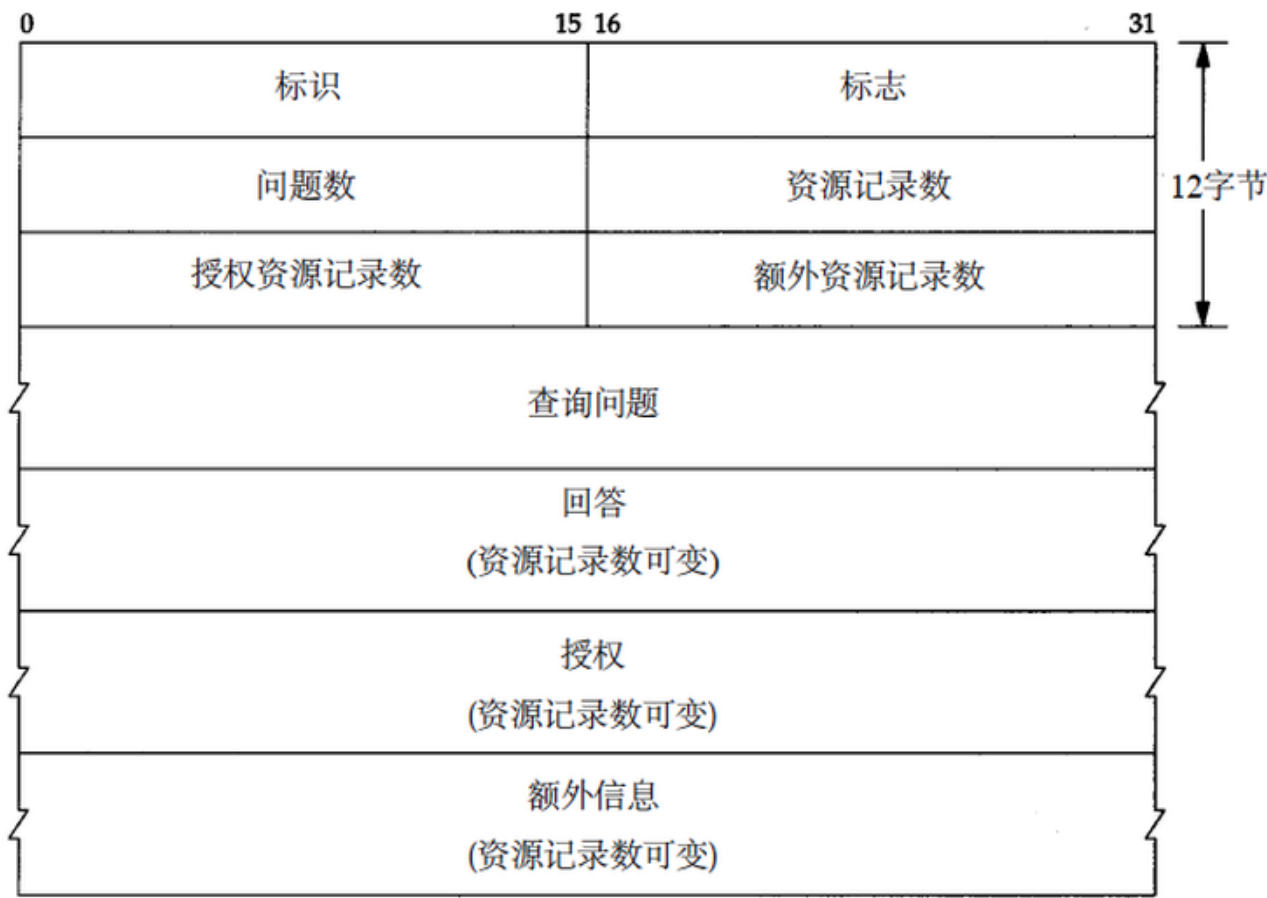 0 15 16 31
标识 标志
问题数 资源记录数 12字节
授权资源记录数 额外资源记录数
查询问题
回答
(资源记录数可变)
授权
(资源记录数可变)
额外信息
(资源记录数可变)